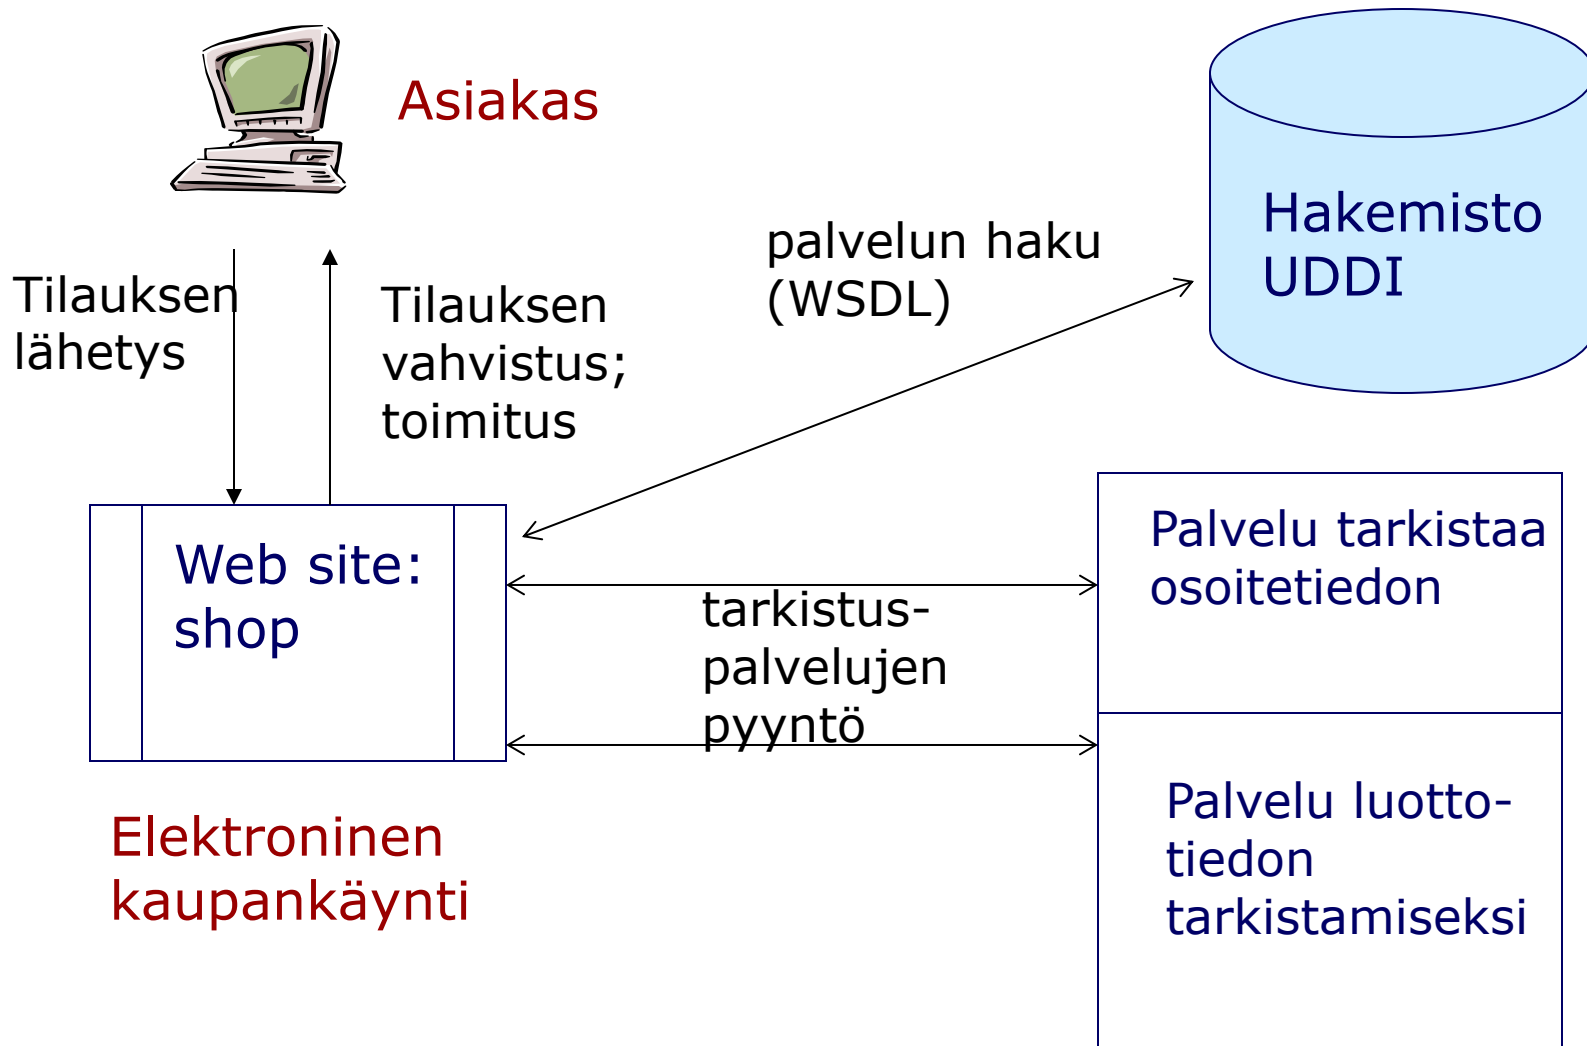 Asiakas
Tilauksen
lähetys
Tilauksen
vahvistus;
toimitus
palvelun haku
(WSDL)
Hakemisto
UDDI
Web site:
shop
tarkistus-
palvelujen
pyyntö
Palvelu tarkistaa
osoitetiedon
Palvelu luotto-
tiedon
tarkistamiseksi
Elektroninen
kaupankäynti